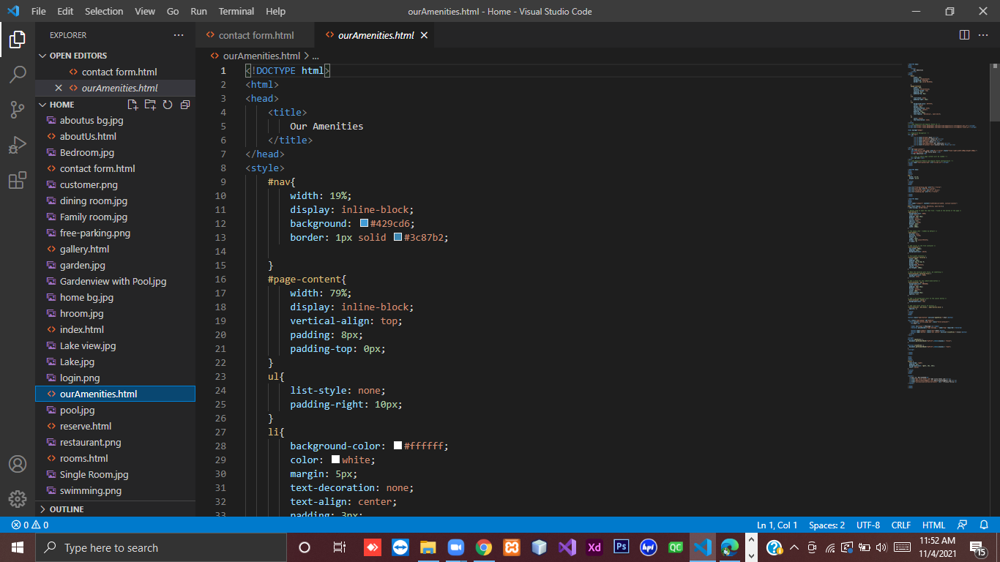 File Edit Selection View Go Run Terminal Help
ourAmenities.html - Home - Visual Studio Code
EXPLORER
OPEN EDITORS
contact form.html
ourAmenities.html
HOME
aboutus bg.jpg
aboutUs.html
Bedroom.jpg
contact form.html
customer.png
dining room.jpg
Family room.jpg
free-parking.png
gallery.html
garden.jpg
Gardenview with Pool.jpg
home bg.jpg
hroom.jpg
index.html
Lake view.jpg
Lake.jpg
login.png
ourAmenities.html
pool.jpg
reserve.html
restaurant.png
rooms.html
Single Room.jpg
swimming.png
OUTLINE
contact form.html
ourAmenities.html
ourAmenities.html > ...
1 <!DOCTYPE html>
2 <html>
3 <head>
4 <title>
5 Our Amenities
6 </title>
7 </head>
8 <style>
9 #nav{
10 width: 19%;
11 display: inline-block;
12 background: #429cd6;
13 border: 1px solid #3c87b2;
14
15 }
16 #page-content{
17 width: 79%;
18 display: inline-block;
19 vertical-align: top;
20 padding: 8px;
21 padding-top: 0px;
22 }
23 ul{
24 list-style: none;
25 padding-right: 10px;
26 }
27 li{
28 background-color: #ffffff;
29 color: white;
30 margin: 5px;
31 text-decoration: none;
32 text-align: center;
33 padding: 3px;
0 0
Ln 1, Col 1 Spaces: 2 UTF-8 CRLF HTML
Type here to search
Xd
Ps
QC
11:52 AM
11/4/2021
15